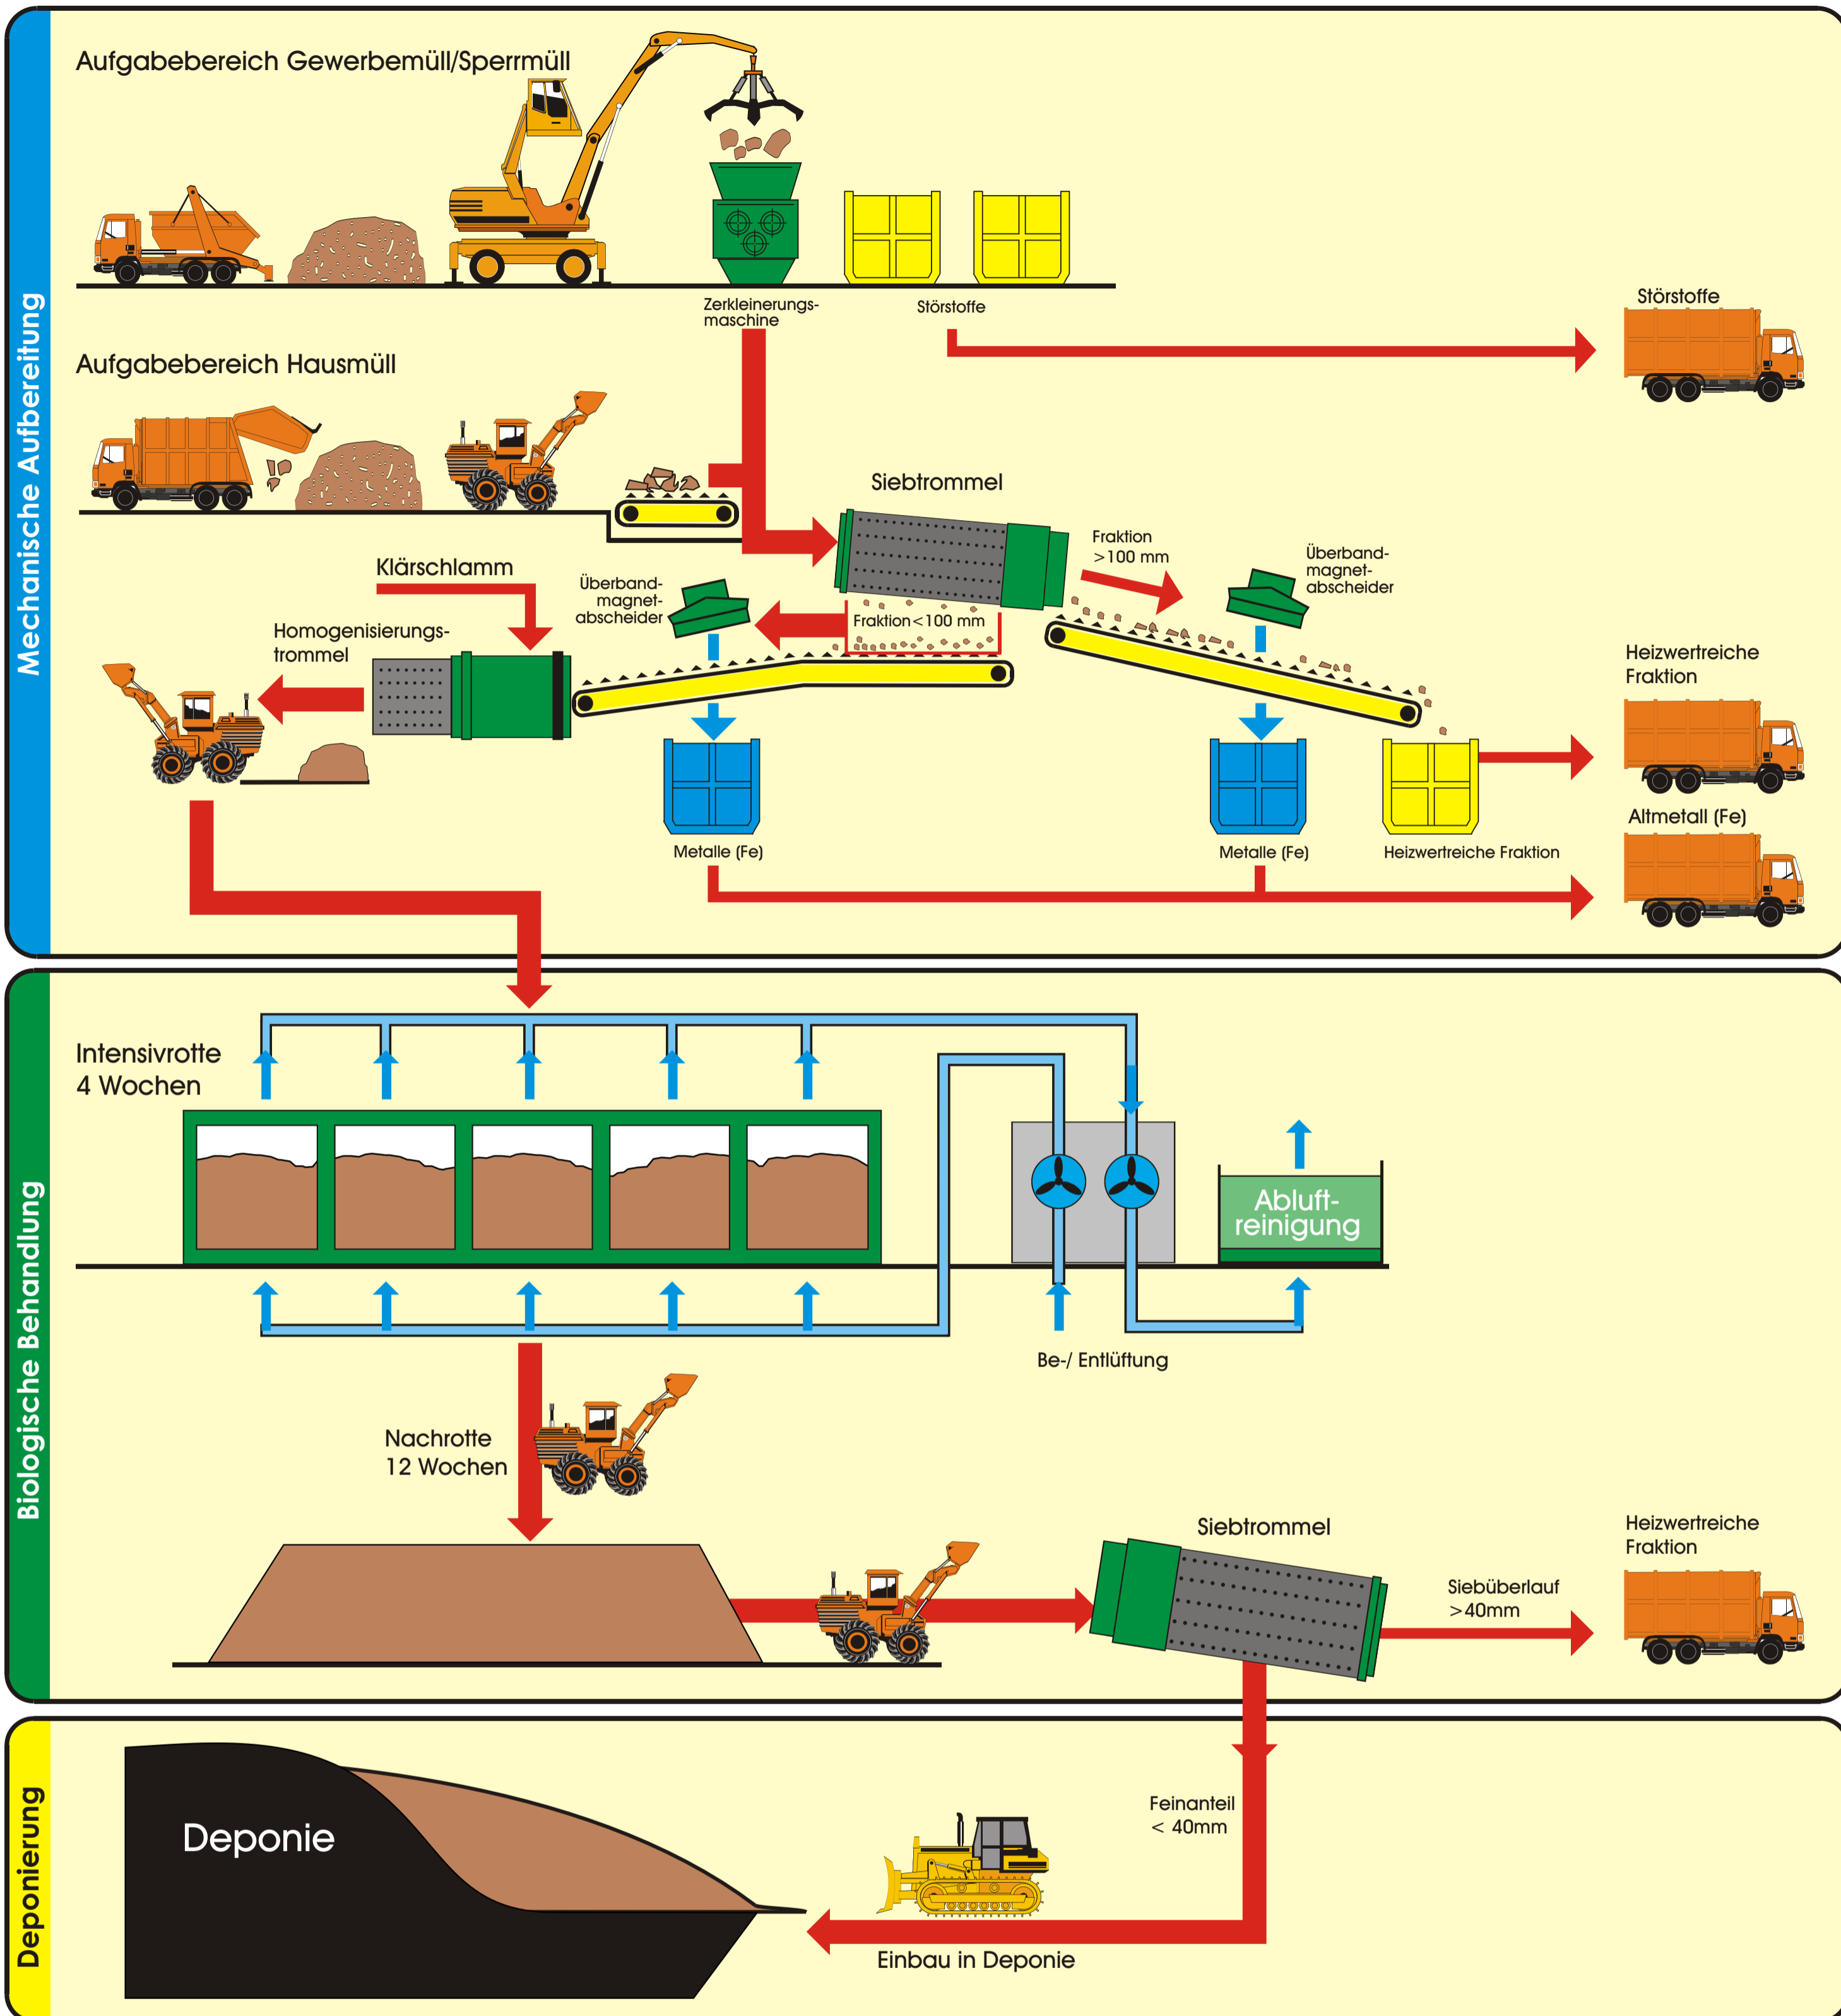 Mechanische Aufbereitung
Aufgabebereich Gewerbemüll/Sperrmüll
Zerkleinerungs-
maschine
Störstoffe
Störstoffe
Aufgabebereich Hausmüll
Siebtrommel
Fraktion
>100 mm
Überband-
magnet-
abscheider
Klärschlamm
Überband-
magnet-
abscheider
Fraktion<100 mm
Homogenisierungs-
trommel
Heizwertreiche
Fraktion
Altmetall (Fe)
Metalle (Fe)
Metalle (Fe)
Heizwertreiche Fraktion
Biologische Behandlung
Intensivrotte
4 Wochen
Abluft-
reinigung
Be-/ Entlüftung
Nachrotte
12 Wochen
Siebtrommel
Siebüberlauf
>40mm
Heizwertreiche
Fraktion
Deponierung
Deponie
Feinanteil
< 40mm
Einbau in Deponie